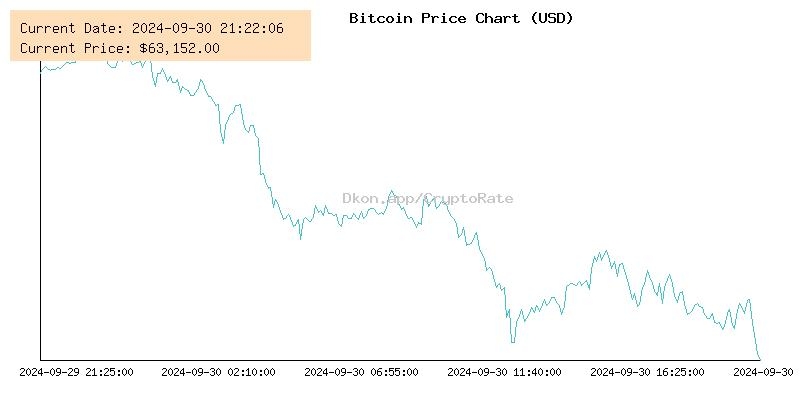 Bitcoin Price Chart (USD)
Current Date: 2024-09-30 21:22:06
Current Price: $63,152.00
Dkon.app/CryptoRate
2024-09-29 21:25:00 2024-09-30 02:10:00 2024-09-30 06:55:00 2024-09-30 11:40:00 2024-09-30 16:25:00 2024-09-30